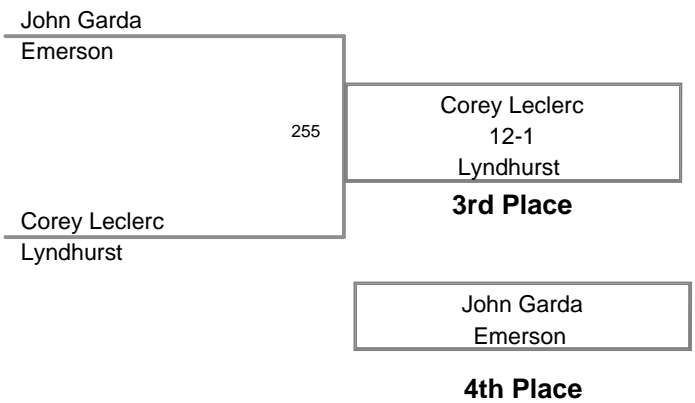 John Garda
Emerson
255
Corey Leclerc
12-1
Lyndhurst
3rd Place
Corey Leclerc
Lyndhurst
John Garda
Emerson
4th Place